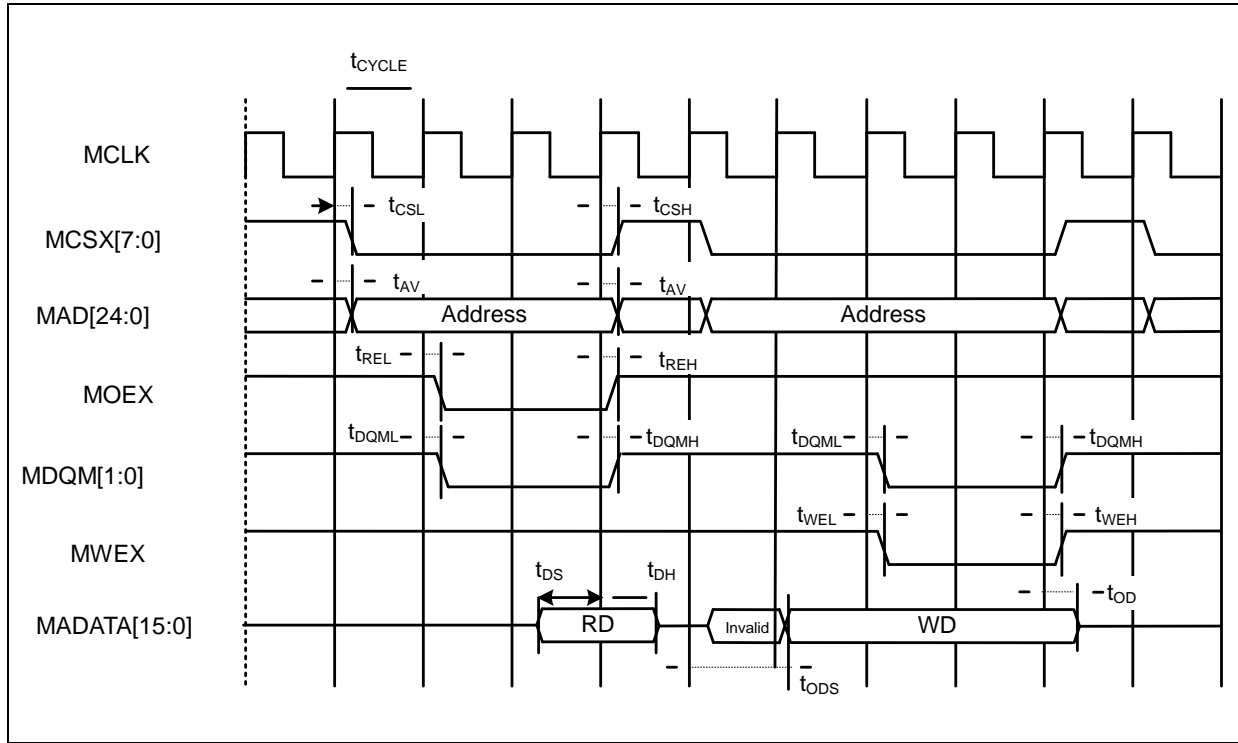 tCYCLE
MCLK
tCSL tCSH
MCSX[7:0]
tAV tAV
MAD[24:0] Address Address
tREL tREH
MOEX
tDQML tDQMH tDQML tDQMH
MDQM[1:0]
tWEL tWEH
MWEX
tDS tDH
tOD
MADATA[15:0] RD Invalid WD
tODS